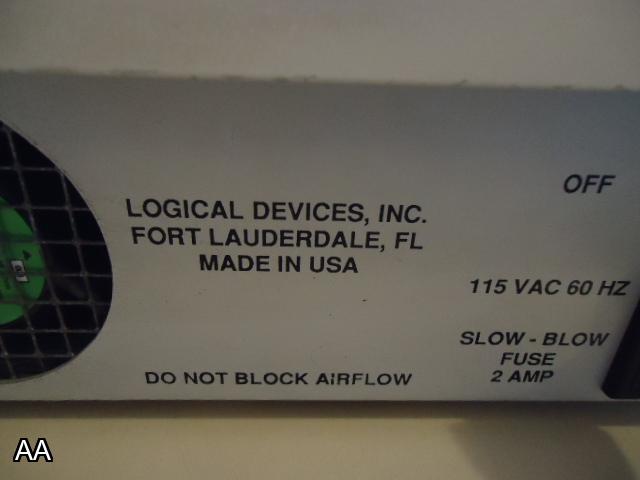 OFF
LOGICAL DEVICES, INC.
FORT LAUDERDALE, FL
MADE IN USA
115 VAC 60 HZ
SLOW - BLOW
FUSE
2 AMP
DO NOT BLOCK AIRFLOW
AA